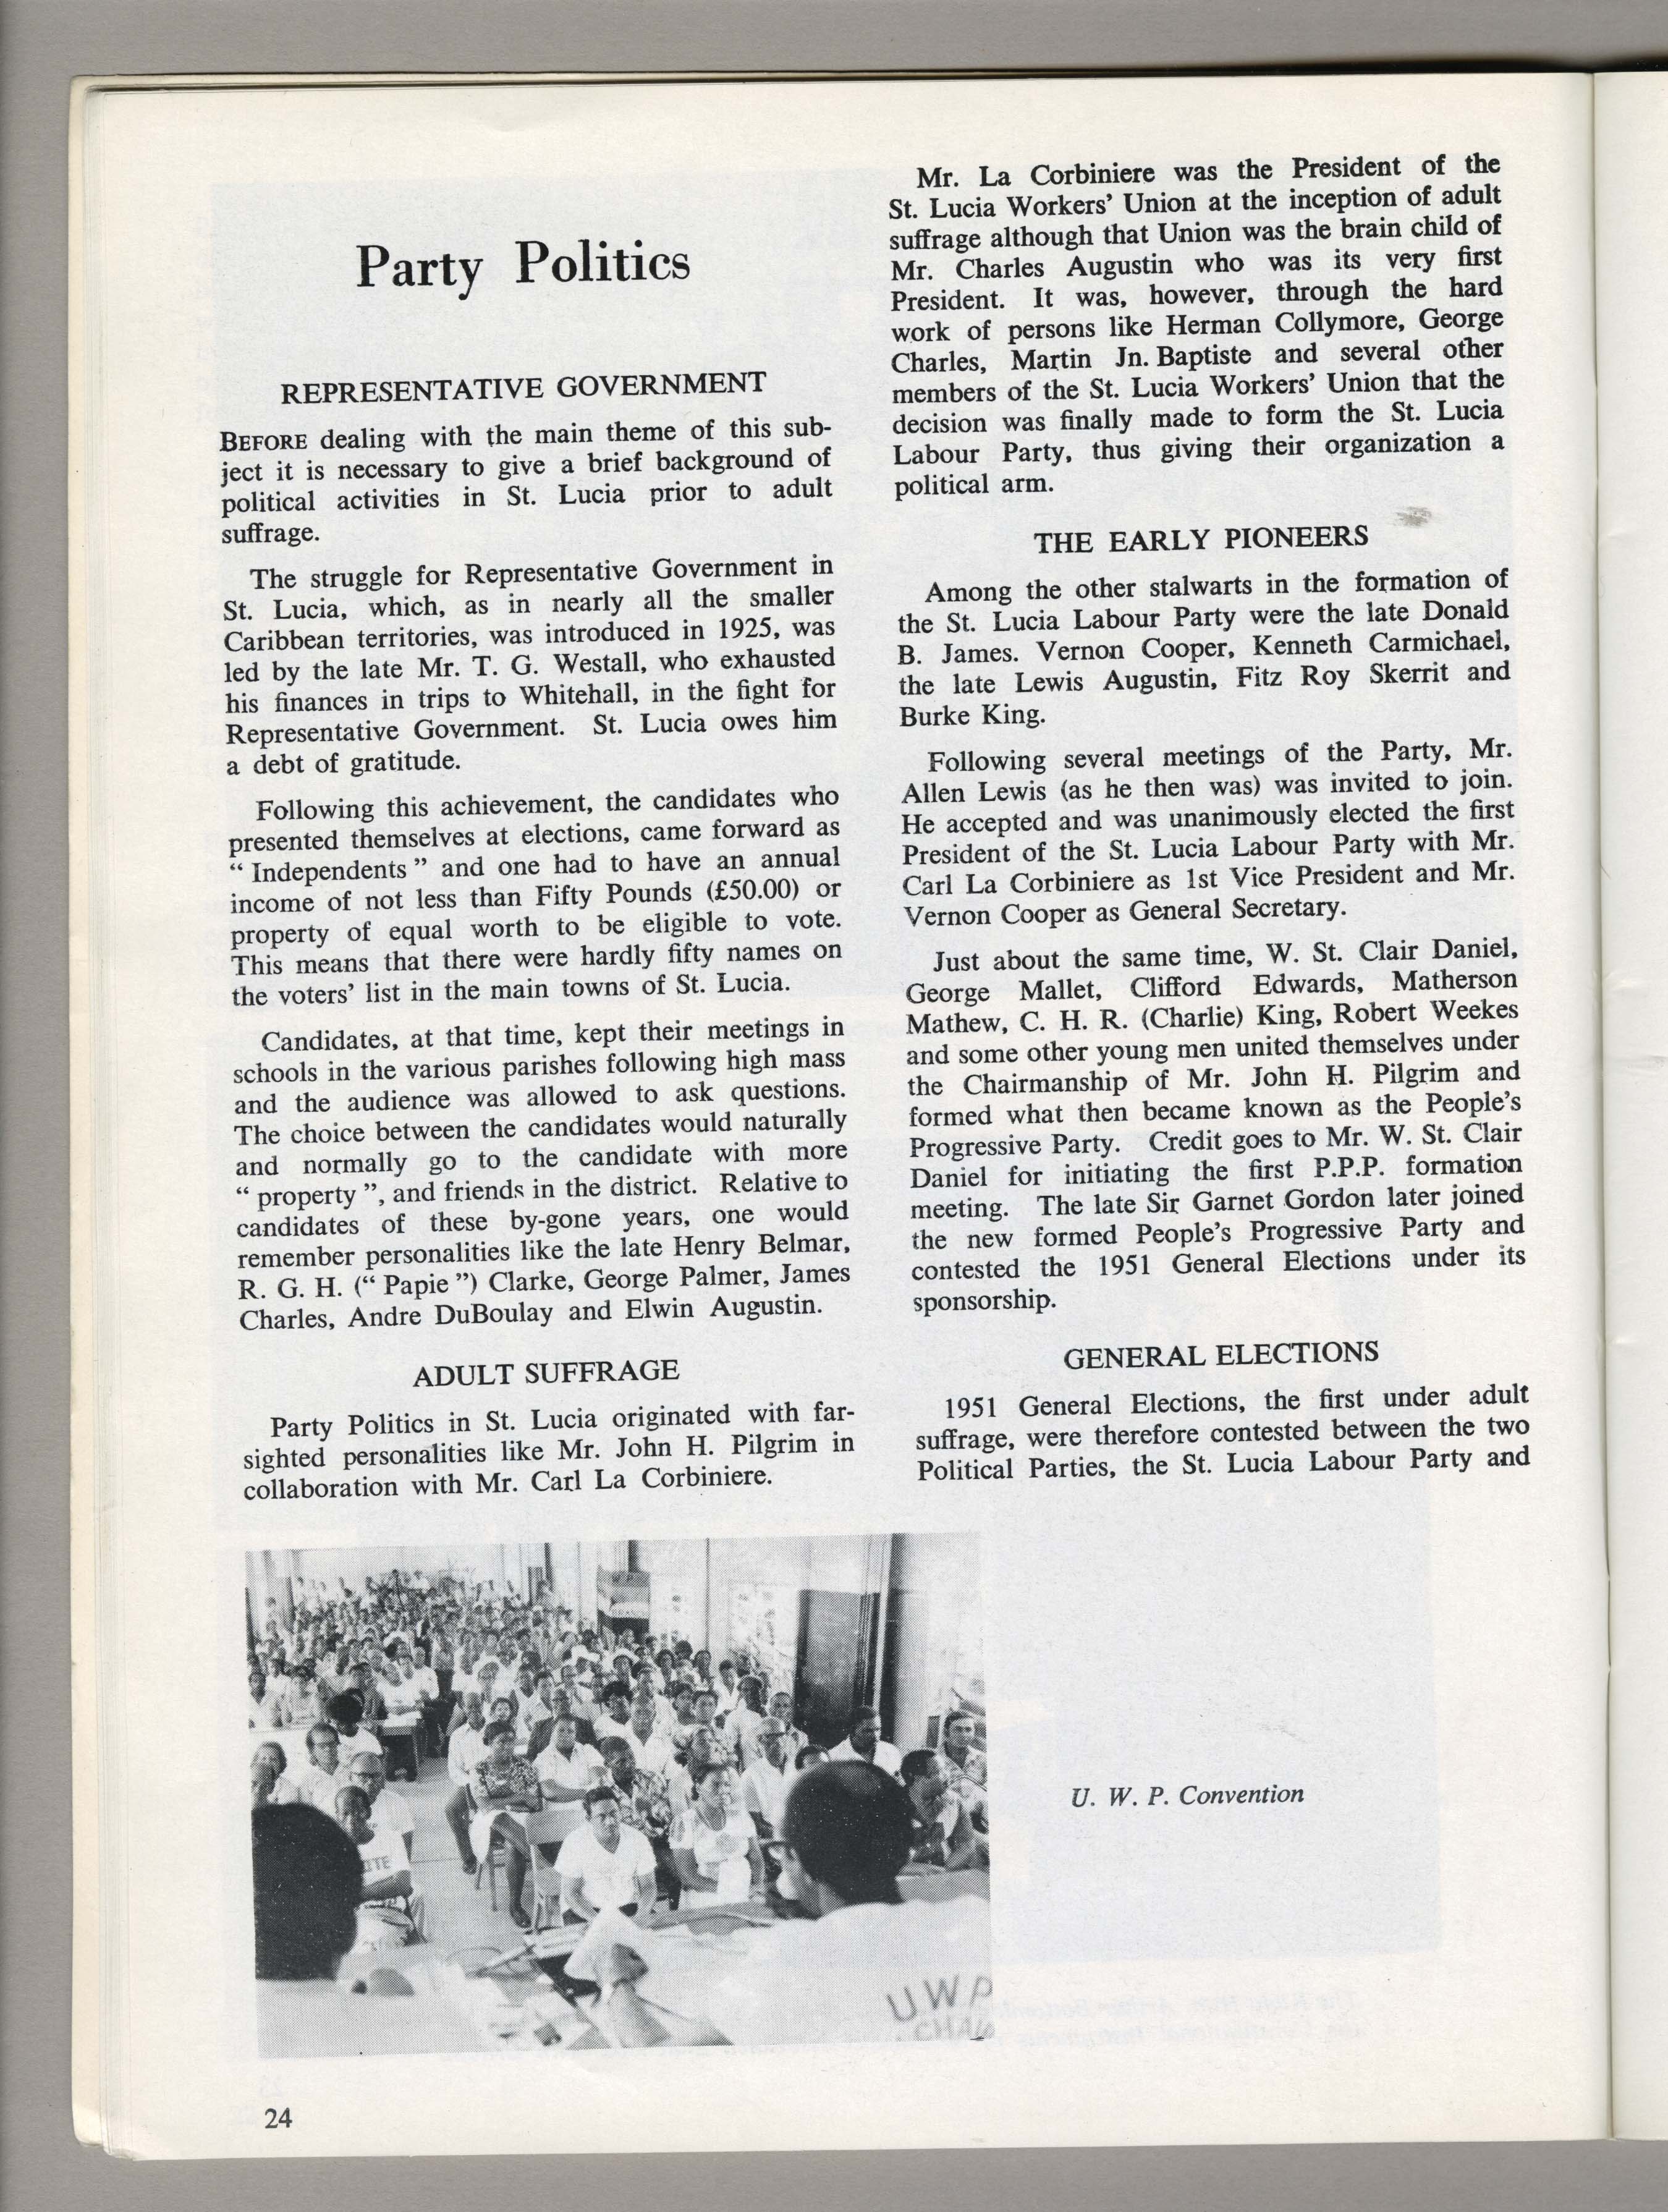 Party Politics
REPRESENTATIVE GOVERNMENT
BEFORE dealing with the main theme of this sub-
ject it is necessary to give a brief background of
political activities in St. Lucia prior to adult
suffrage.
The struggle for Representative Government in
St. Lucia, which, as in nearly all the smaller
Caribbean territories, was introduced in 1925, was
led by the late Mr. T. G. Westall, who exhausted
his finances in trips to Whitehall, in the fight for
Representative Government. St. Lucia owes him
a debt of gratitude.
Following this achievement, the candidates who
presented themselves at elections, came forward as
“ Independents ” and one had to have an annual
income of not less than Fifty Pounds (£50.00) or
property of equal worth to be eligible to vote.
This means that there were hardly fifty names on
the voters’ list in the main towns of St. Lucia.
Candidates, at that time, kept their meetings in
schools in the various parishes following high mass
and the audience was allowed to ask questions.
The choice between the candidates would naturally
and normally go to the candidate with more
“ property ”, and friends in the district. Relative to
candidates of these by-gone years, one would
remember personalities like the late Henry Belmar,
R. G. H. (“ Papie ”) Clarke, George Palmer, James
Charles, Andre DuBoulay and Elwin Augustin.
ADULT SUFFRAGE
Party Politics in St. Lucia originated with far-
sighted personalities like Mr. John H. Pilgrim in
collaboration with Mr. Carl La Corbiniere.
Mr. La Corbiniere was the President of the
St. Lucia Workers’ Union at the inception of adult
suffrage although that Union was the brain child of
Mr. Charles Augustin who was its very first
President. It was, however, through the hard
work of persons like Herman Collymore, George
Charles, Martin Jn. Baptiste and several other
members of the St. Lucia Workers’ Union that the
decision was finally made to form the St. Lucia
Labour Party, thus giving their organization a
political arm.
THE EARLY PIONEERS
Among the other stalwarts in the formation of
the St. Lucia Labour Party were the late Donald
B. James. Vernon Cooper, Kenneth Carmichael,
the late Lewis Augustin, Fitz Roy Skerrit and
Burke King.
Following several meetings of the Party, Mr.
Allen Lewis (as he then was) was invited to join.
He accepted and was unanimously elected the first
President of the St. Lucia Labour Party with Mr.
Carl La Corbiniere as 1st Vice President and Mr.
Vernon Cooper as General Secretary.
Just about the same time, W. St. Clair Daniel,
George Mallet, Clifford Edwards, Matherson
Mathew, C. H. R. (Charlie) King, Robert Weekes
and some other young men united themselves under
the Chairmanship of Mr. John H. Pilgrim and
formed what then became known as the People’s
Progressive Party. Credit goes to Mr. W. St. Clair
Daniel for initiating the first P.P.P. formation
meeting. The late Sir Garnet Gordon later joined
the new formed People’s Progressive Party and
contested the 1951 General Elections under its
sponsorship.
GENERAL ELECTIONS
1951 General Elections, the first under adult
suffrage, were therefore contested between the two
Political Parties, the St. Lucia Labour Party and
UWP
U. W. P. Convention
24